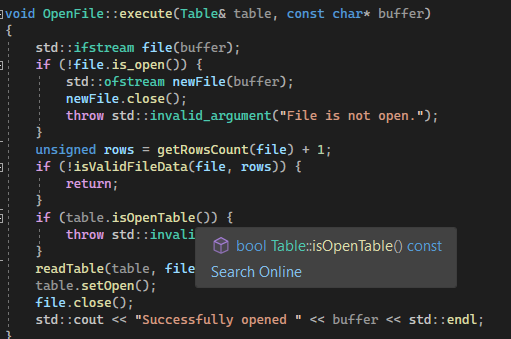 void OpenFile::execute(Table& table, const char* buffer)
{
std::ifstream file(buffer);
if (!file.is_open()) {
std::ofstream newFile(buffer);
newFile.close();
throw std::invalid_argument("File is not open.");
}
unsigned rows = getRowsCount(file) + 1;
if (!isValidFileData(file, rows)) {
return;
}
if (table.isOpenTable()) {
throw std::inval
}
bool Table::isOpenTable() const
Search Online
readTable(table, file
table.setOpen();
file.close();
std::cout << "Successfully opened " << buffer << std::endl;
}